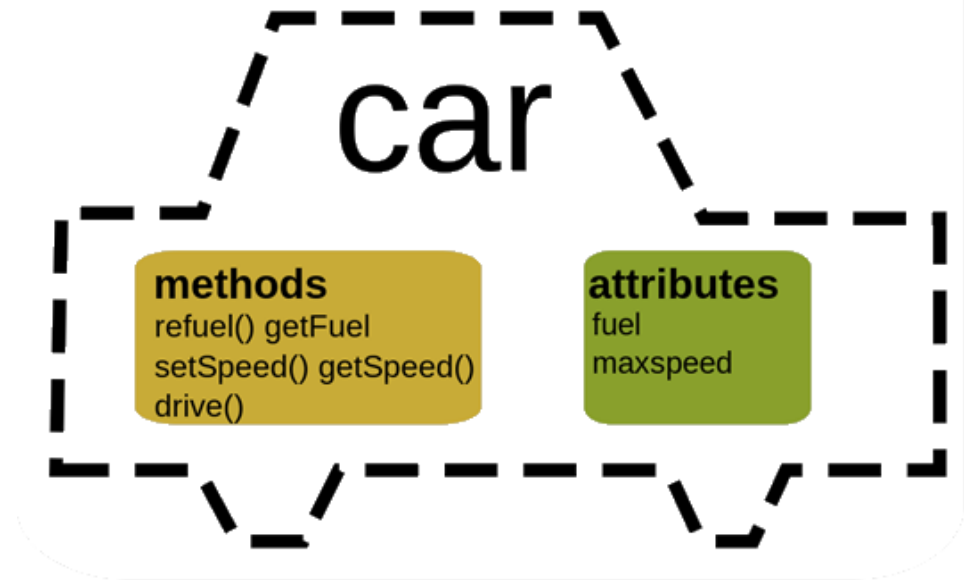 car
methods
refuel() getFuel
setSpeed() getSpeed()
drive()
attributes
fuel
maxspeed